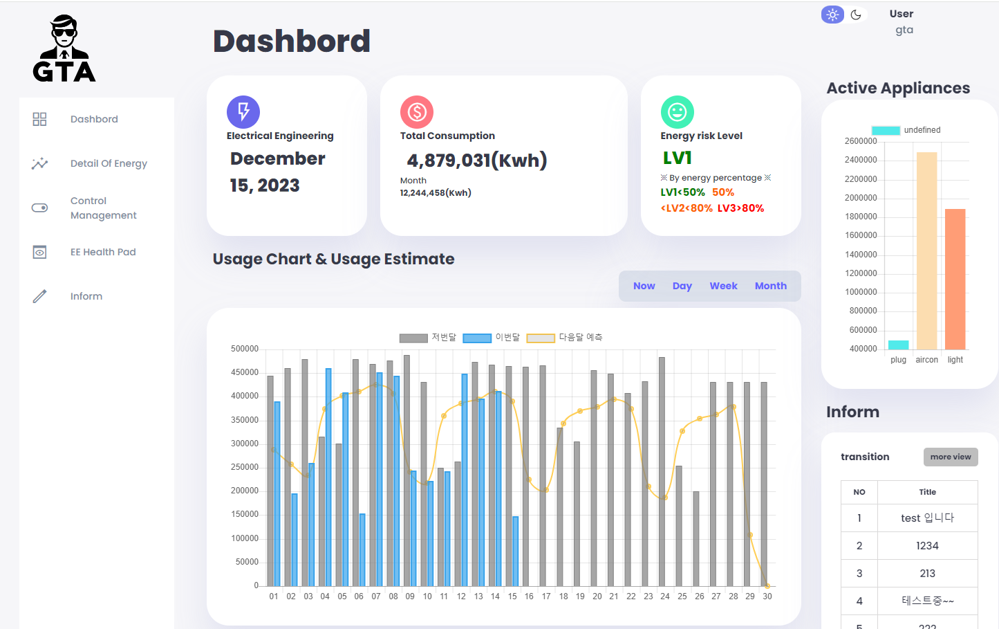 GTA
Dashbord
Detail Of Energy
Control
Management
EE Health Pad
Inform
Dashbord
User
gta
Electrical Engineering
December
15, 2023
Total Consumption
4,879,031(Kwh)
Month
12,244,458(Kwh)
Energy risk Level
LV1
※ By energy percentage ※
LV1<50% 50%
<LV2<80% LV3>80%
Usage Chart & Usage Estimate
Now Day Week Month
저번달 이번달 다음달 예측
500000
450000
400000
350000
300000
250000
200000
150000
100000
50000
0
01 02 03 04 05 06 07 08 09 10 11 12 13 14 15 16 17 18 19 20 21 22 23 24 25 26 27 28 29 30
Active Appliances
undefined
2600000
2400000
2200000
2000000
1800000
1600000
1400000
1200000
1000000
800000
600000
400000
plug aircon light
Inform
transition more view
NO Title
1 test 입니다
2 1234
3 213
4 테스트중~~
5 222